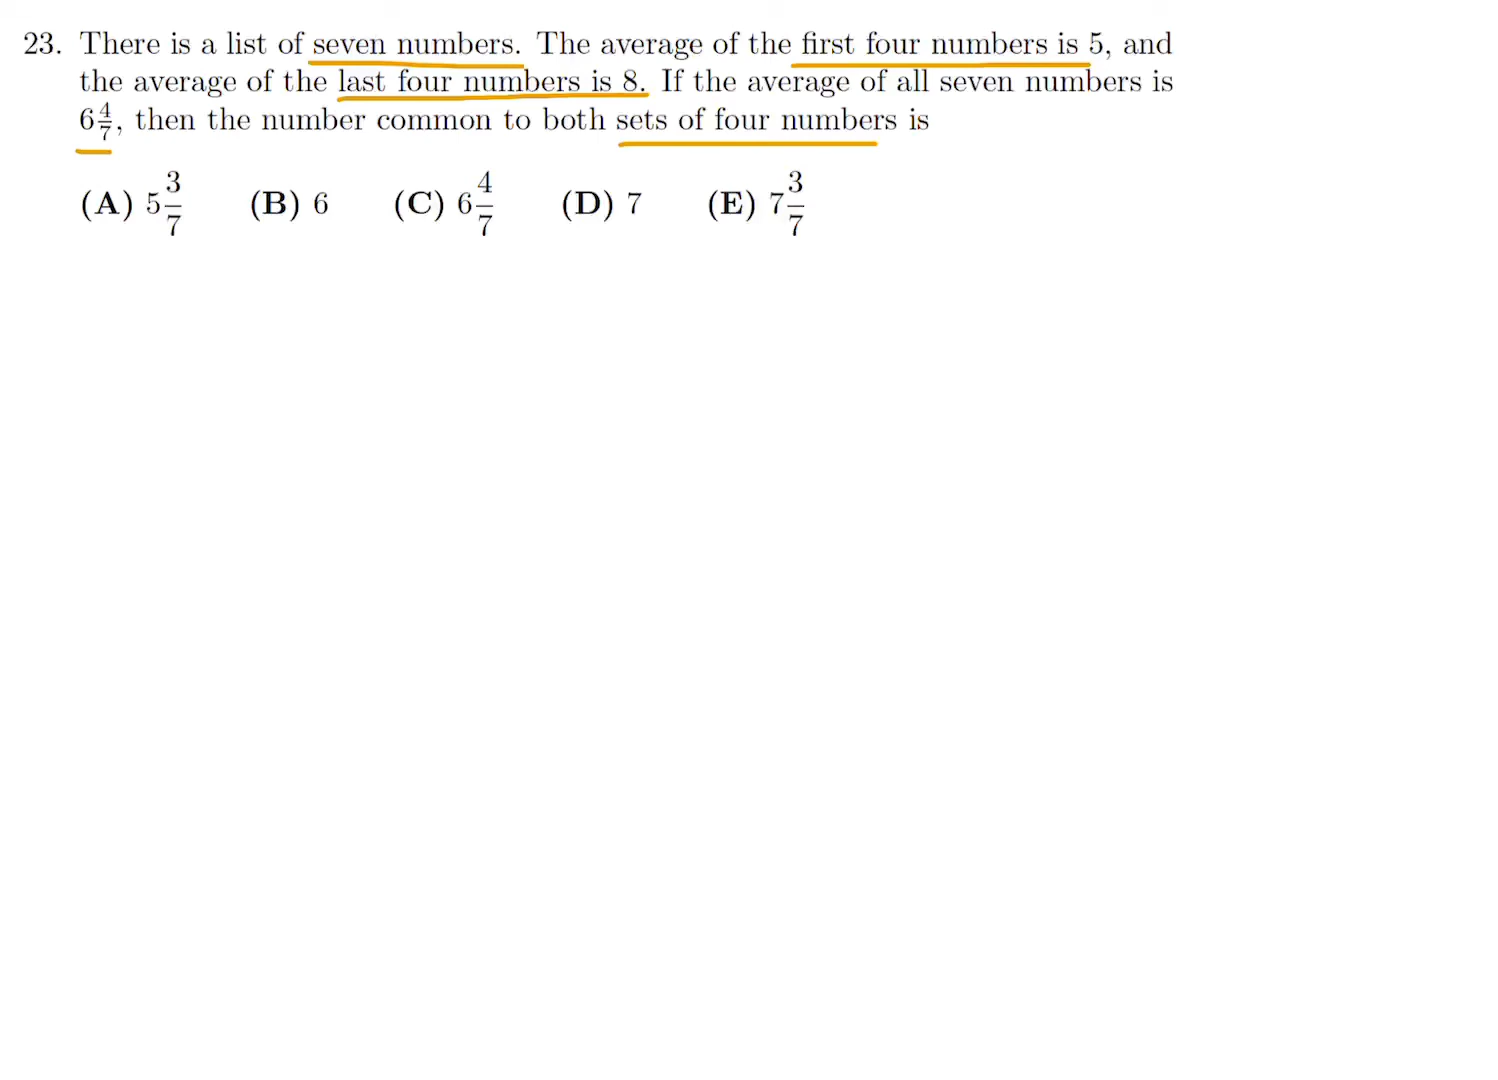 23. There is a list of seven numbers. The average of the first four numbers is 5, and
the average of the last four numbers is 8. If the average of all seven numbers is
6 4/7, then the number common to both sets of four numbers is
(A) 5 3/7 (B) 6 (C) 6 4/7 (D) 7 (E) 7 3/7